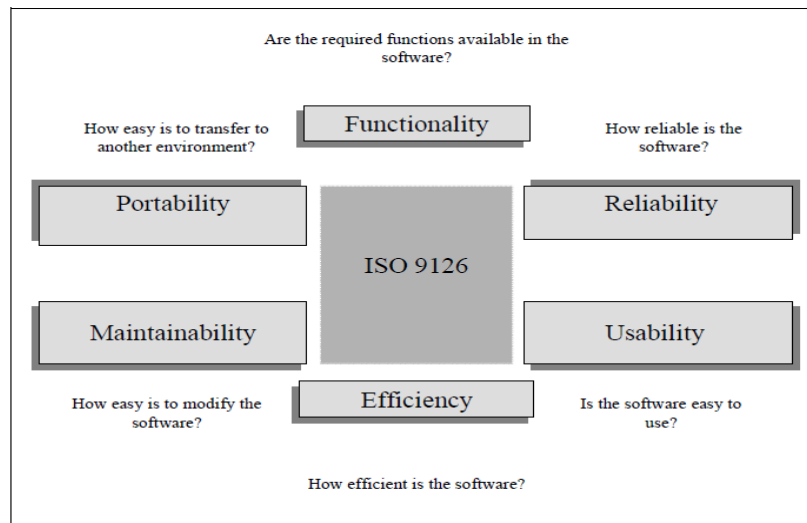 Are the required functions available in the
software?
Functionality
How easy is to transfer to
another environment?
How reliable is the
software?
Portability
Reliability
ISO 9126
Maintainability
Usability
Efficiency
How easy is to modify the
software?
Is the software easy to
use?
How efficient is the software?